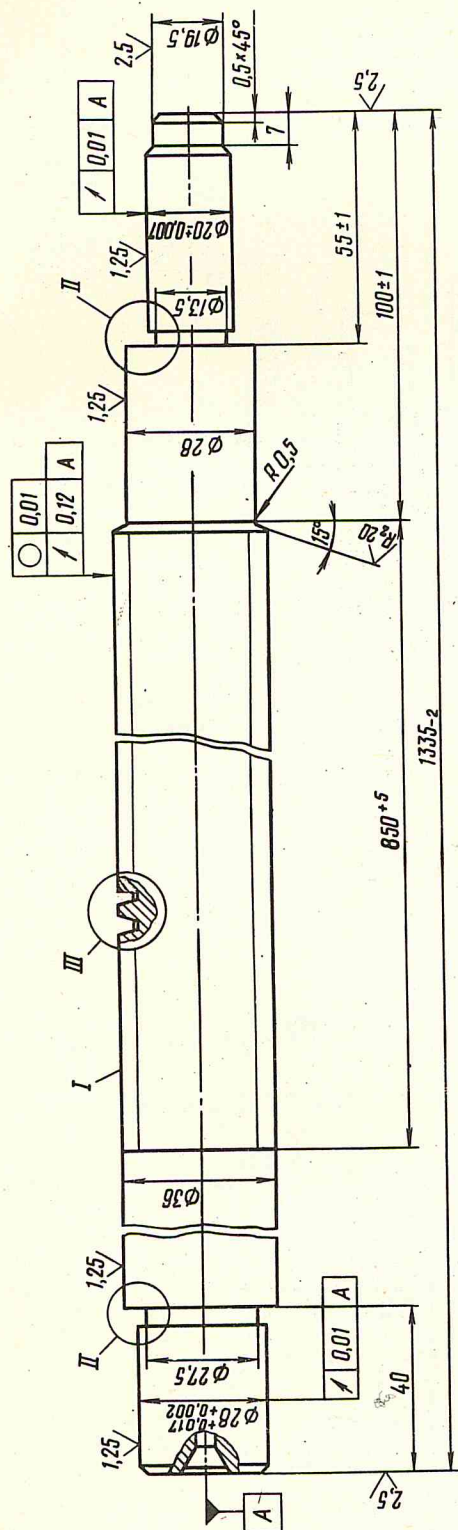 A
1,25
Ø28 +0,017 +0,002
Ø27,5
II
1,25
↗ 0,01 A
40
2,5
Ø36
I
III
○ 0,01
↗ 0,12 A
1,25
Ø28
R0,5
15°
Rz20
II
1,25
Ø13,5
Ø20±0,007
↗ 0,01 A
2,5
Ø19,5
0,5×45°
7
2,5
55±1
100±1
850+5
1335-2